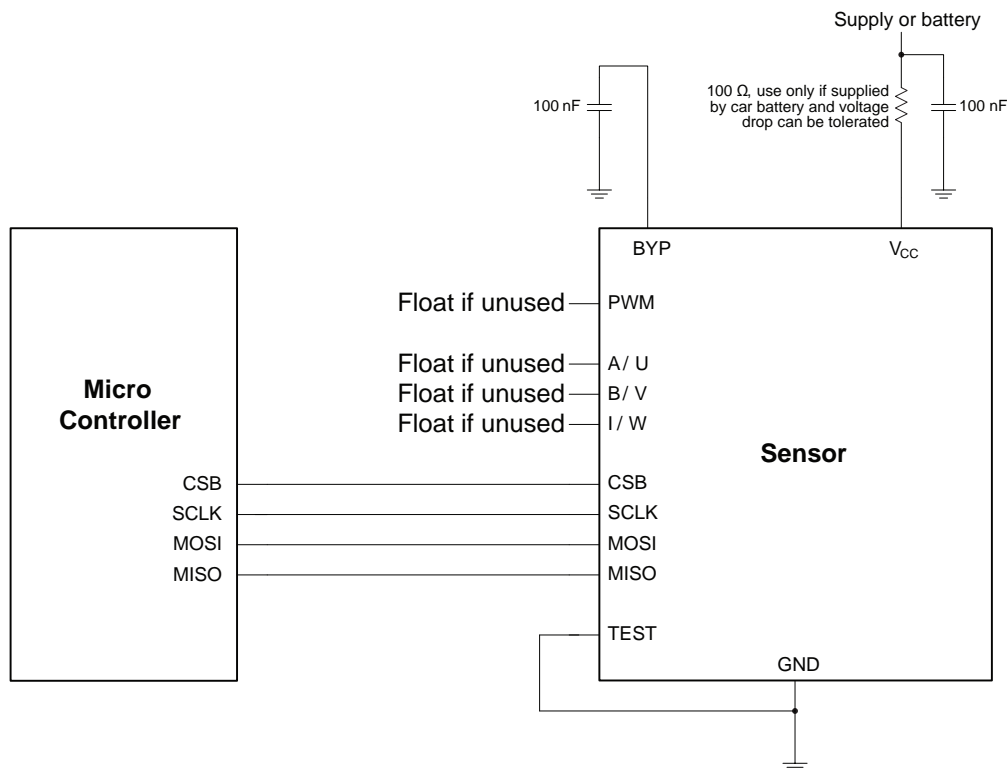 Supply or battery
100 nF
100 Ω, use only if supplied
by car battery and voltage
drop can be tolerated
100 nF
BYP
VCC
Float if unused
PWM
Float if unused
A / U
Float if unused
B / V
Float if unused
I / W
Micro
Controller
Sensor
CSB
CSB
SCLK
SCLK
MOSI
MOSI
MISO
MISO
TEST
GND